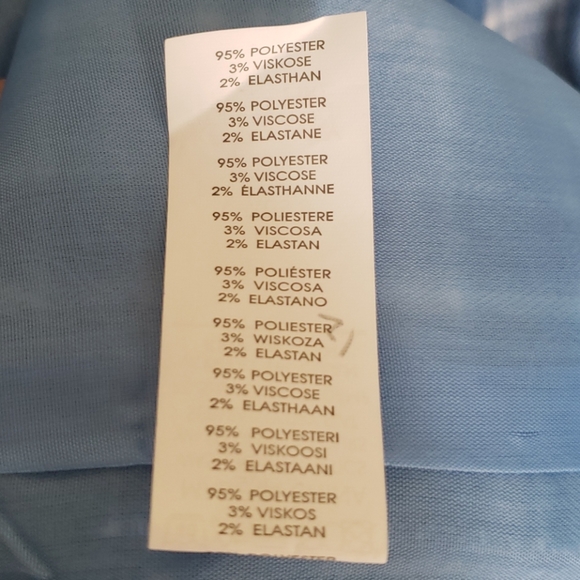 95% POLYESTER
3% VISKOSE
2% ELASTHAN
95% POLYESTER
3% VISCOSE
2% ELASTANE
95% POLYESTER
3% VISCOSE
2% ÉLASTHANNE
95% POLIESTERE
3% VISCOSA
2% ELASTAN
95% POLIÉSTER
3% VISCOSA
2% ELASTANO
95% POLIESTER
3% WISKOZA
2% ELASTAN
95% POLYESTER
3% VISCOSE
2% ELASTHAAN
95% POLYESTERI
3% VISKOOSI
2% ELASTAANI
95% POLYESTER
3% VISKOS
2% ELASTAN
POLYESTER